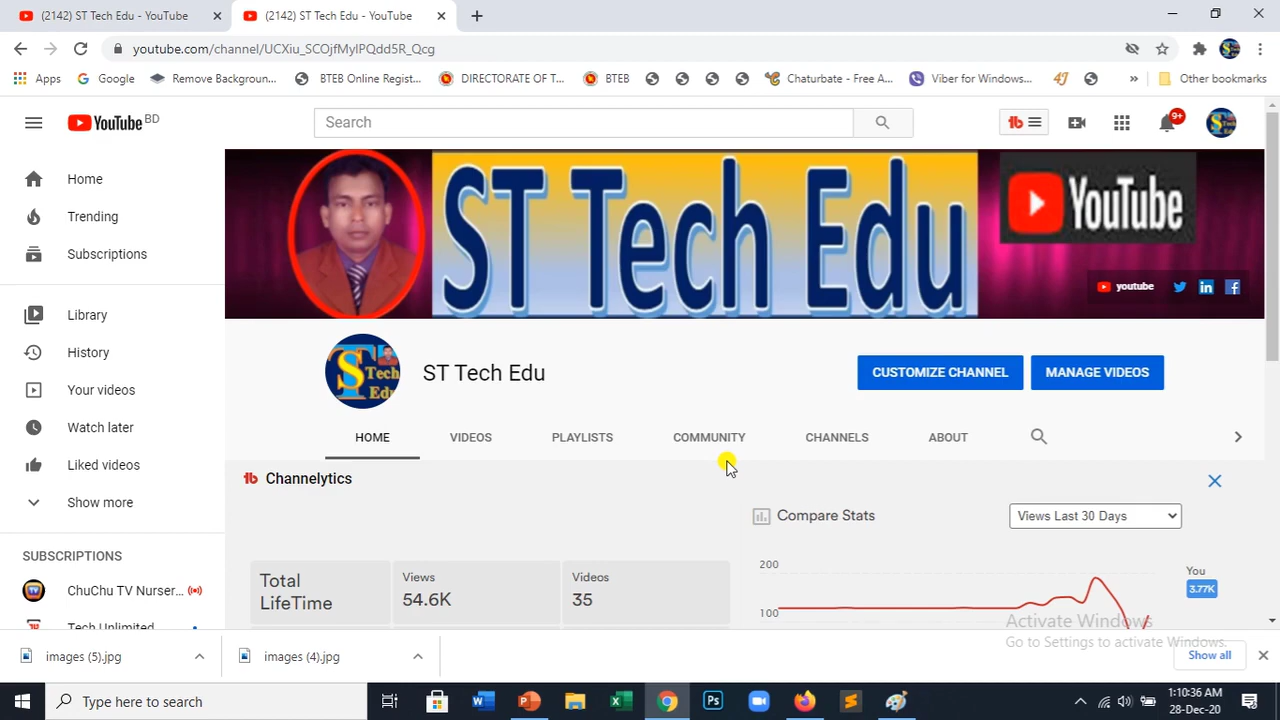 (2142) ST Tech Edu - YouTube
(2142) ST Tech Edu - YouTube
youtube.com/channel/UCXiu_SCOjfMylPQdd5R_Qcg
Apps
Google
Remove Backgroun...
BTEB Online Regist...
DIRECTORATE OF T...
BTEB
Chaturbate - Free A...
Viber for Windows...
Other bookmarks
YouTube BD
Search
9+
Home
Trending
Subscriptions
Library
History
Your videos
Watch later
Liked videos
Show more
SUBSCRIPTIONS
ChuChu TV Nurser...
Tech Unlimited
ST Tech Edu
YouTube
youtube
ST Tech Edu
ST Tech Edu
CUSTOMIZE CHANNEL
MANAGE VIDEOS
HOME
VIDEOS
PLAYLISTS
COMMUNITY
CHANNELS
ABOUT
Channelytics
Compare Stats
Views Last 30 Days
Total LifeTime
Views
54.6K
Videos
35
200
100
You
3.77K
Activate Windows
Go to Settings to activate Windows.
images (5).jpg
images (4).jpg
Show all
Type here to search
1:10:36 AM
28-Dec-20